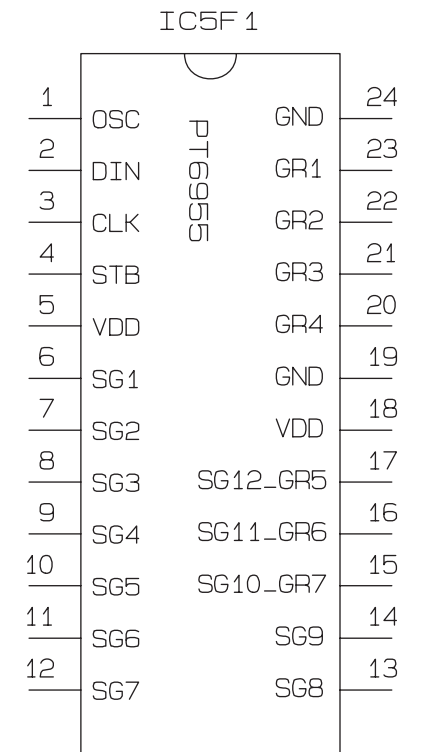 IC5F1
PT6955
1 OSC GND 24
2 DIN GR1 23
3 CLK GR2 22
4 STB GR3 21
5 VDD GR4 20
6 SG1 GND 19
7 SG2 VDD 18
8 SG3 SG12_GR5 17
9 SG4 SG11_GR6 16
10 SG5 SG10_GR7 15
11 SG6 SG9 14
12 SG7 SG8 13